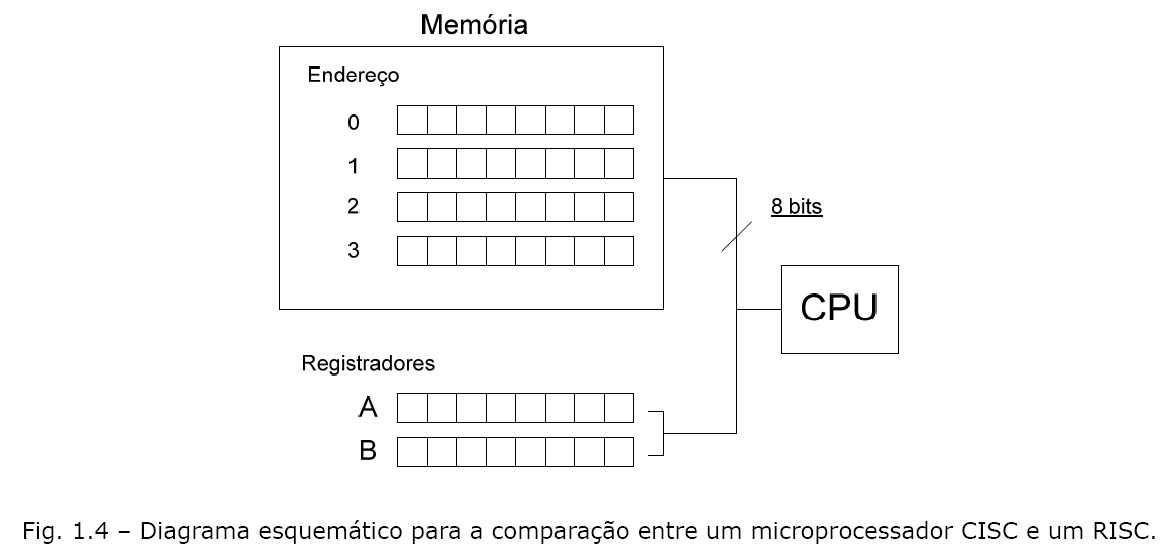 Memória
Endereço
0
1
2
3
8 bits
CPU
Registradores
A
B
Fig. 1.4 – Diagrama esquemático para a comparação entre um microprocessador CISC e um RISC.